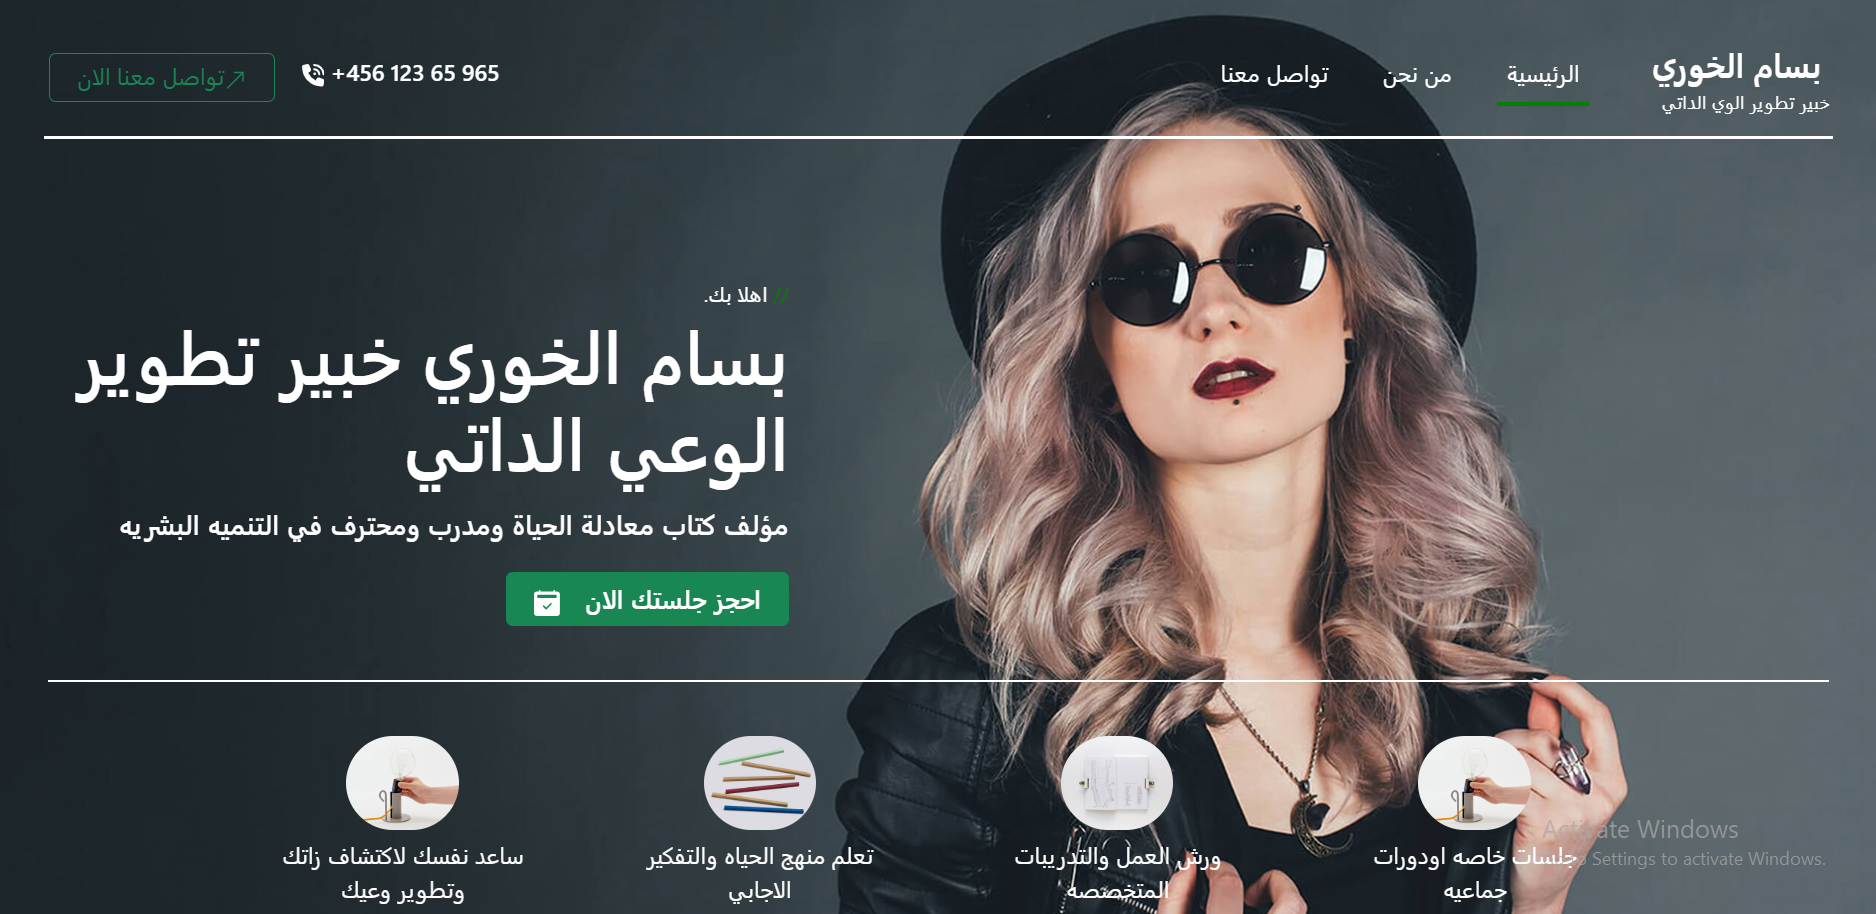 بسام الخوري
خبير تطوير الوي الداتي
الرئيسية
من نحن
تواصل معنا
+456 123 65 965
تواصل معنا الان
// اهلا بك.
بسام الخوري خبير تطوير
الوعي الداتي
مؤلف كتاب معادلة الحياة ومدرب ومحترف في التنميه البشريه
احجز جلستك الان
جلسات خاصه اودورات
جماعيه
ورش العمل والتدريبات
المتخصصه
تعلم منهج الحياه والتفكير
الاجابي
ساعد نفسك لاكتشاف زاتك
وتطوير وعيك
Activate Windows
Settings to activate Windows.